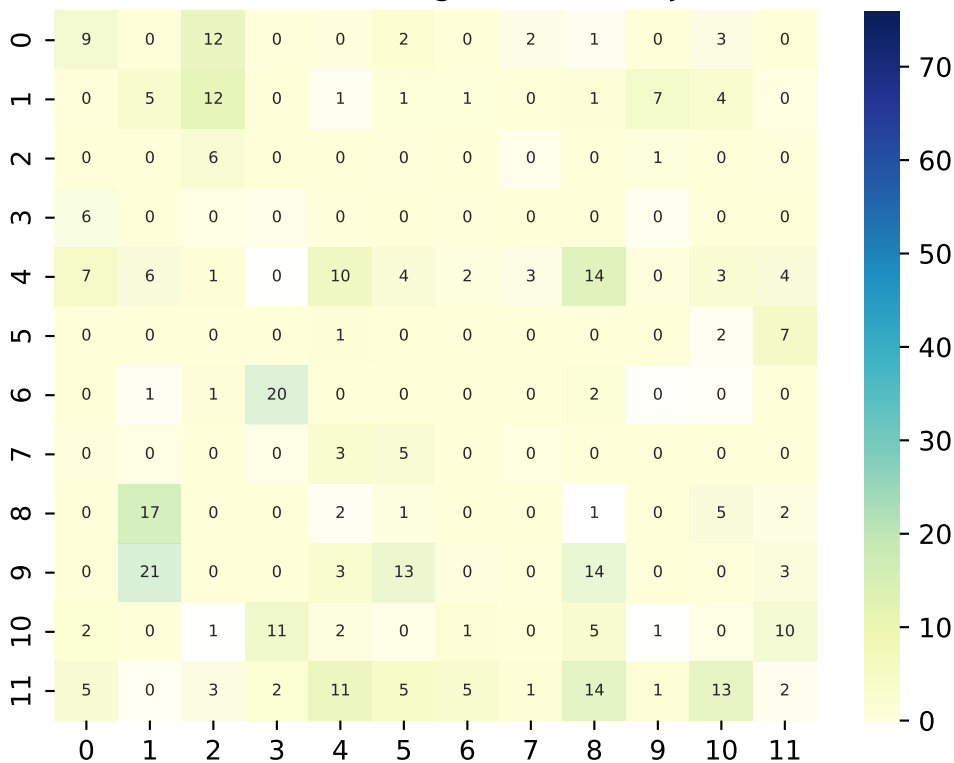 0 9 0 12 0 0 2 0 2 1 0 3 0
1 0 5 12 0 1 1 1 0 1 7 4 0
2 0 0 6 0 0 0 0 0 0 1 0 0
3 6 0 0 0 0 0 0 0 0 0 0 0
4 7 6 1 0 10 4 2 3 14 0 3 4
5 0 0 0 0 1 0 0 0 0 0 2 7
6 0 1 1 20 0 0 0 0 2 0 0 0
7 0 0 0 0 3 5 0 0 0 0 0 0
8 0 17 0 0 2 1 0 0 1 0 5 2
9 0 21 0 0 3 13 0 0 14 0 0 3
10 2 0 1 11 2 0 1 0 5 1 0 10
11 5 0 3 2 11 5 5 1 14 1 13 2
0 1 2 3 4 5 6 7 8 9 10 11
70
60
50
40
30
20
10
0